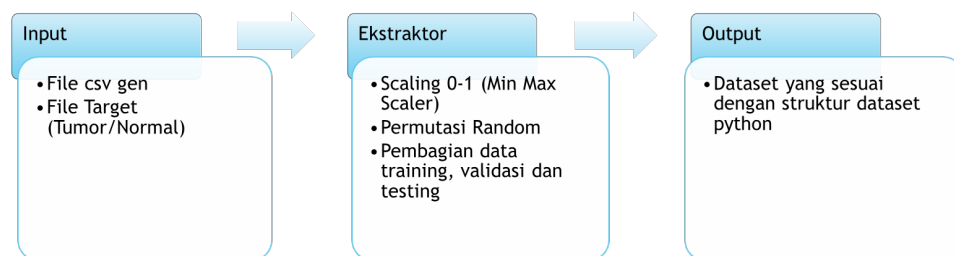 Input
• File csv gen
• File Target
(Tumor/Normal)
Ekstraktor
• Scaling 0-1 (Min Max
Scaler)
• Permutasi Random
• Pembagian data
training, validasi dan
testing
Output
• Dataset yang sesuai
dengan struktur dataset
python